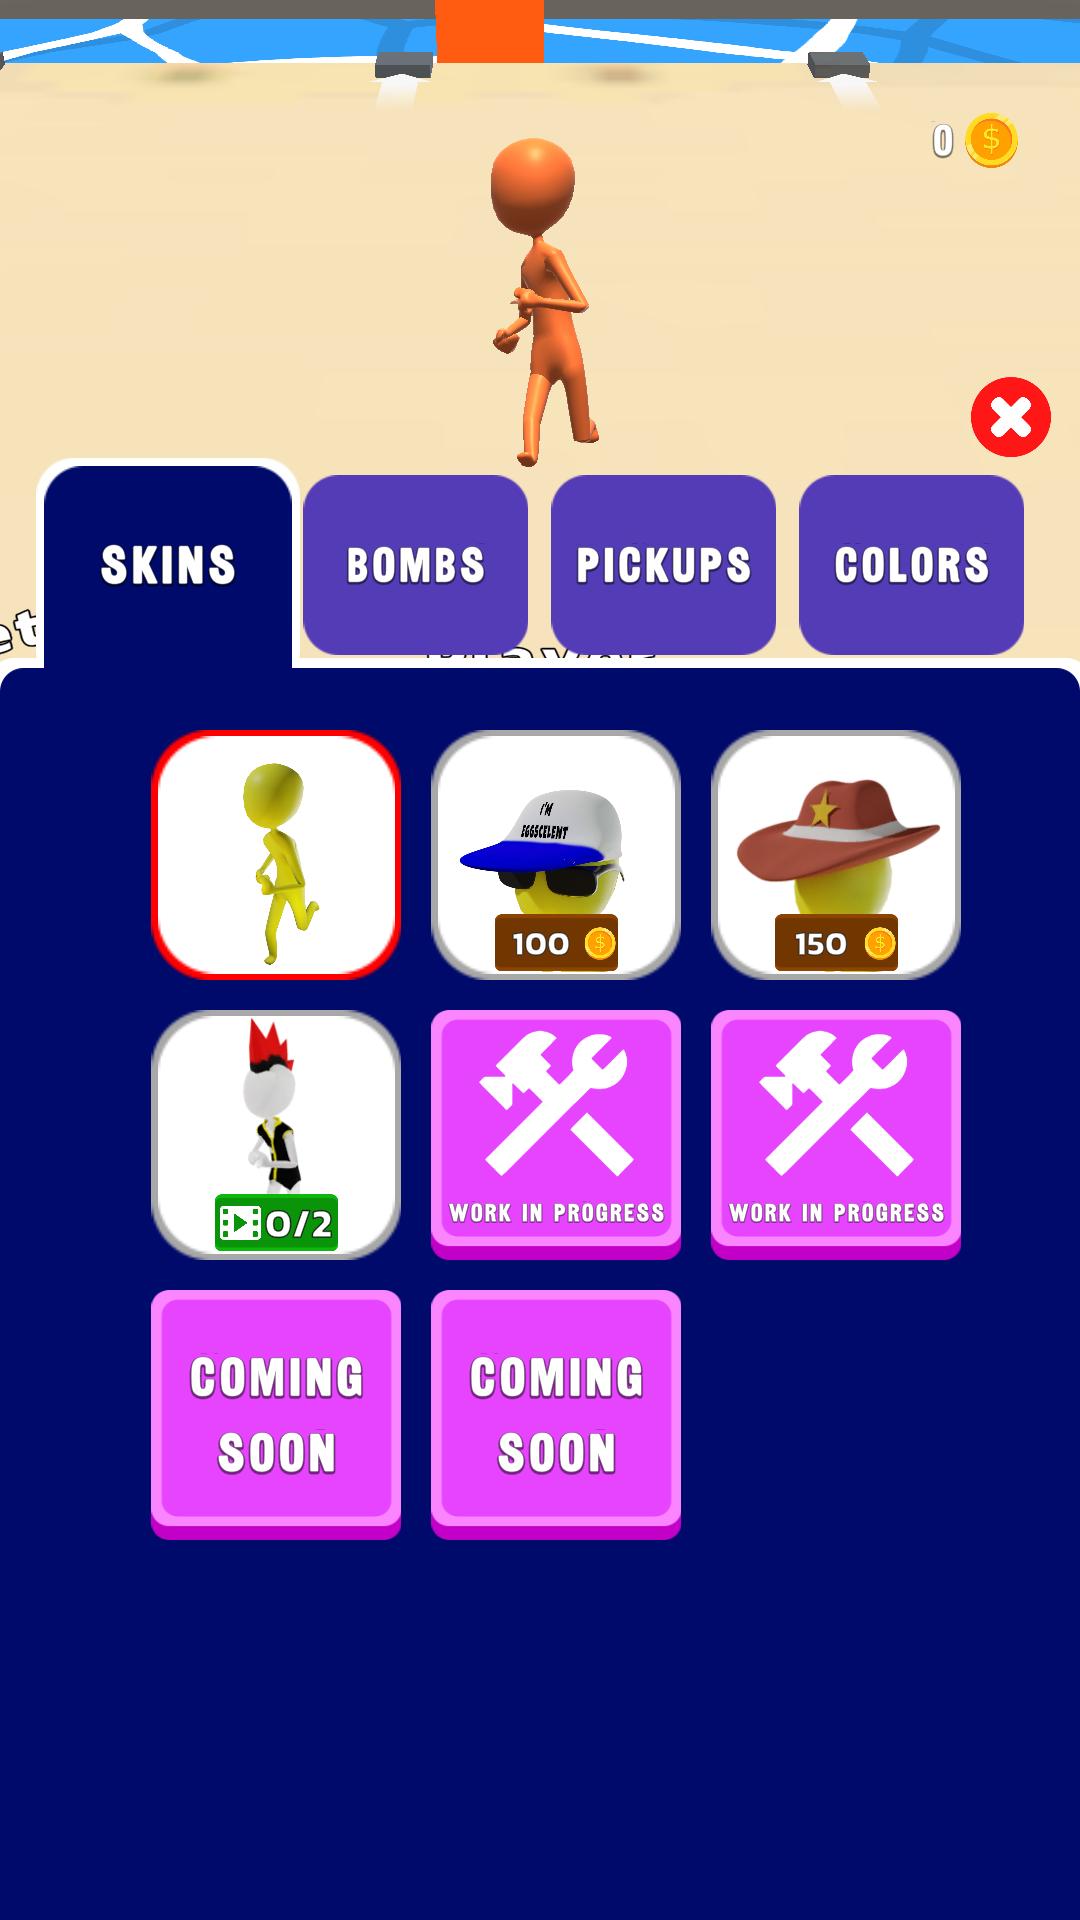 0
SKINS
BOMBS
PICKUPS
COLORS
I'M
EGGSCELENT
100
150
0/2
WORK IN PROGRESS
WORK IN PROGRESS
COMING
SOON
COMING
SOON